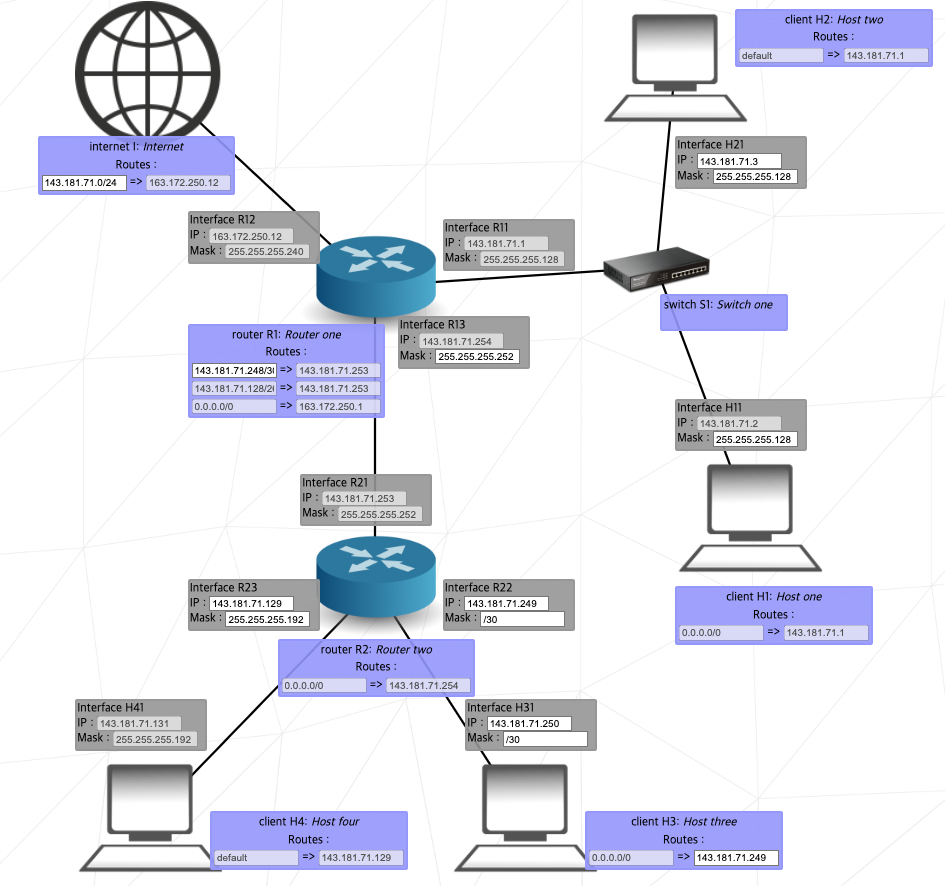 client H2: Host two
Routes :
default => 143.181.71.1
internet I: Internet
Routes :
143.181.71.0/24 => 163.172.250.12
Interface H21
IP : 143.181.71.3
Mask : 255.255.255.128
Interface R12
IP : 163.172.250.12
Mask : 255.255.255.240
Interface R11
IP : 143.181.71.1
Mask : 255.255.255.128
switch S1: Switch one
Interface R13
IP : 143.181.71.254
Mask : 255.255.255.252
router R1: Router one
Routes :
143.181.71.248/30 => 143.181.71.253
143.181.71.128/26 => 143.181.71.253
0.0.0.0/0 => 163.172.250.1
Interface H11
IP : 143.181.71.2
Mask : 255.255.255.128
Interface R21
IP : 143.181.71.253
Mask : 255.255.255.252
Interface R23
IP : 143.181.71.129
Mask : 255.255.255.192
Interface R22
IP : 143.181.71.249
Mask : /30
client H1: Host one
Routes :
0.0.0.0/0 => 143.181.71.1
router R2: Router two
Routes :
0.0.0.0/0 => 143.181.71.254
Interface H41
IP : 143.181.71.131
Mask : 255.255.255.192
Interface H31
IP : 143.181.71.250
Mask : /30
client H4: Host four
Routes :
default => 143.181.71.129
client H3: Host three
Routes :
0.0.0.0/0 => 143.181.71.249